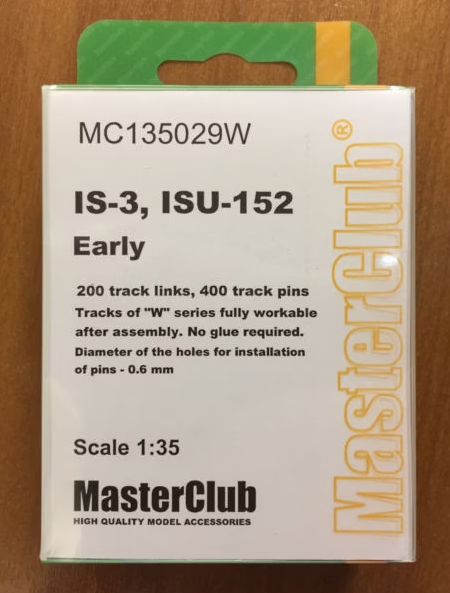 MC135029W
IS-3, ISU-152
Early
200 track links, 400 track pins
Tracks of "W" series fully workable
after assembly. No glue required.
Diameter of the holes for installation
of pins - 0.6 mm
Scale 1:35
MasterClub
HIGH QUALITY MODEL ACCESSORIES
MasterClub®